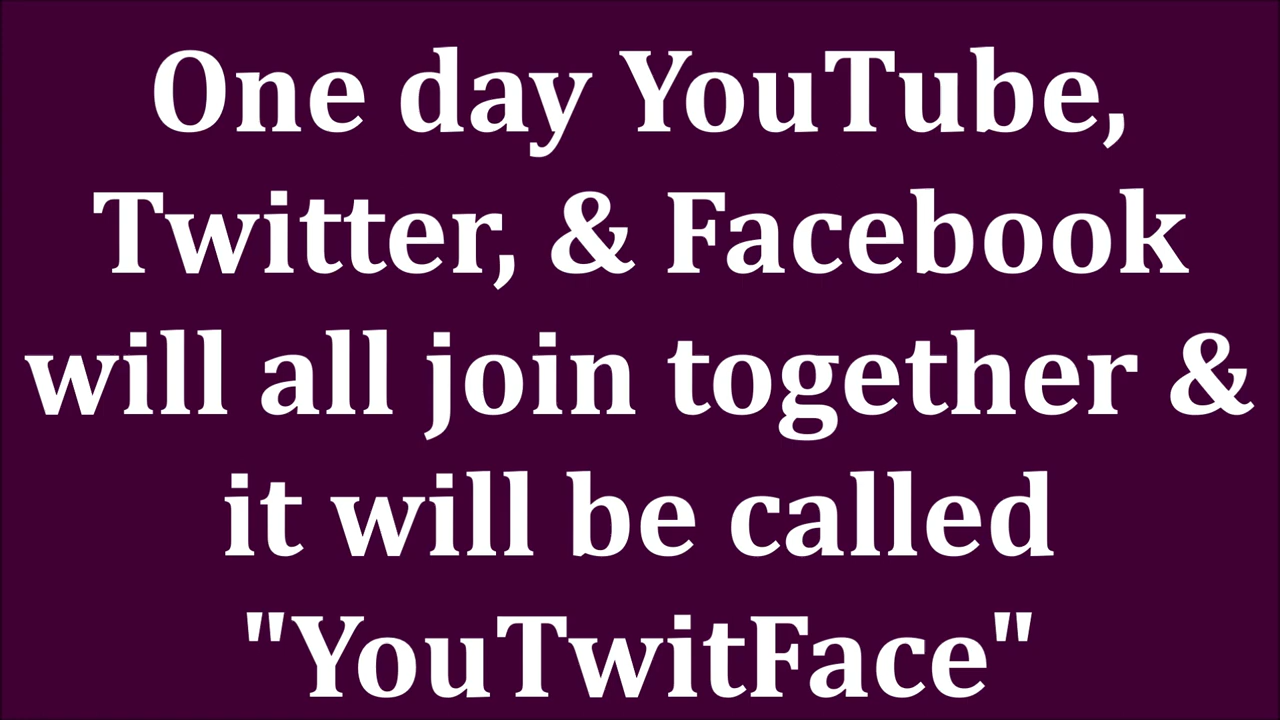 One day YouTube,
Twitter, & Facebook
will all join together &
it will be called
"YouTwitFace"